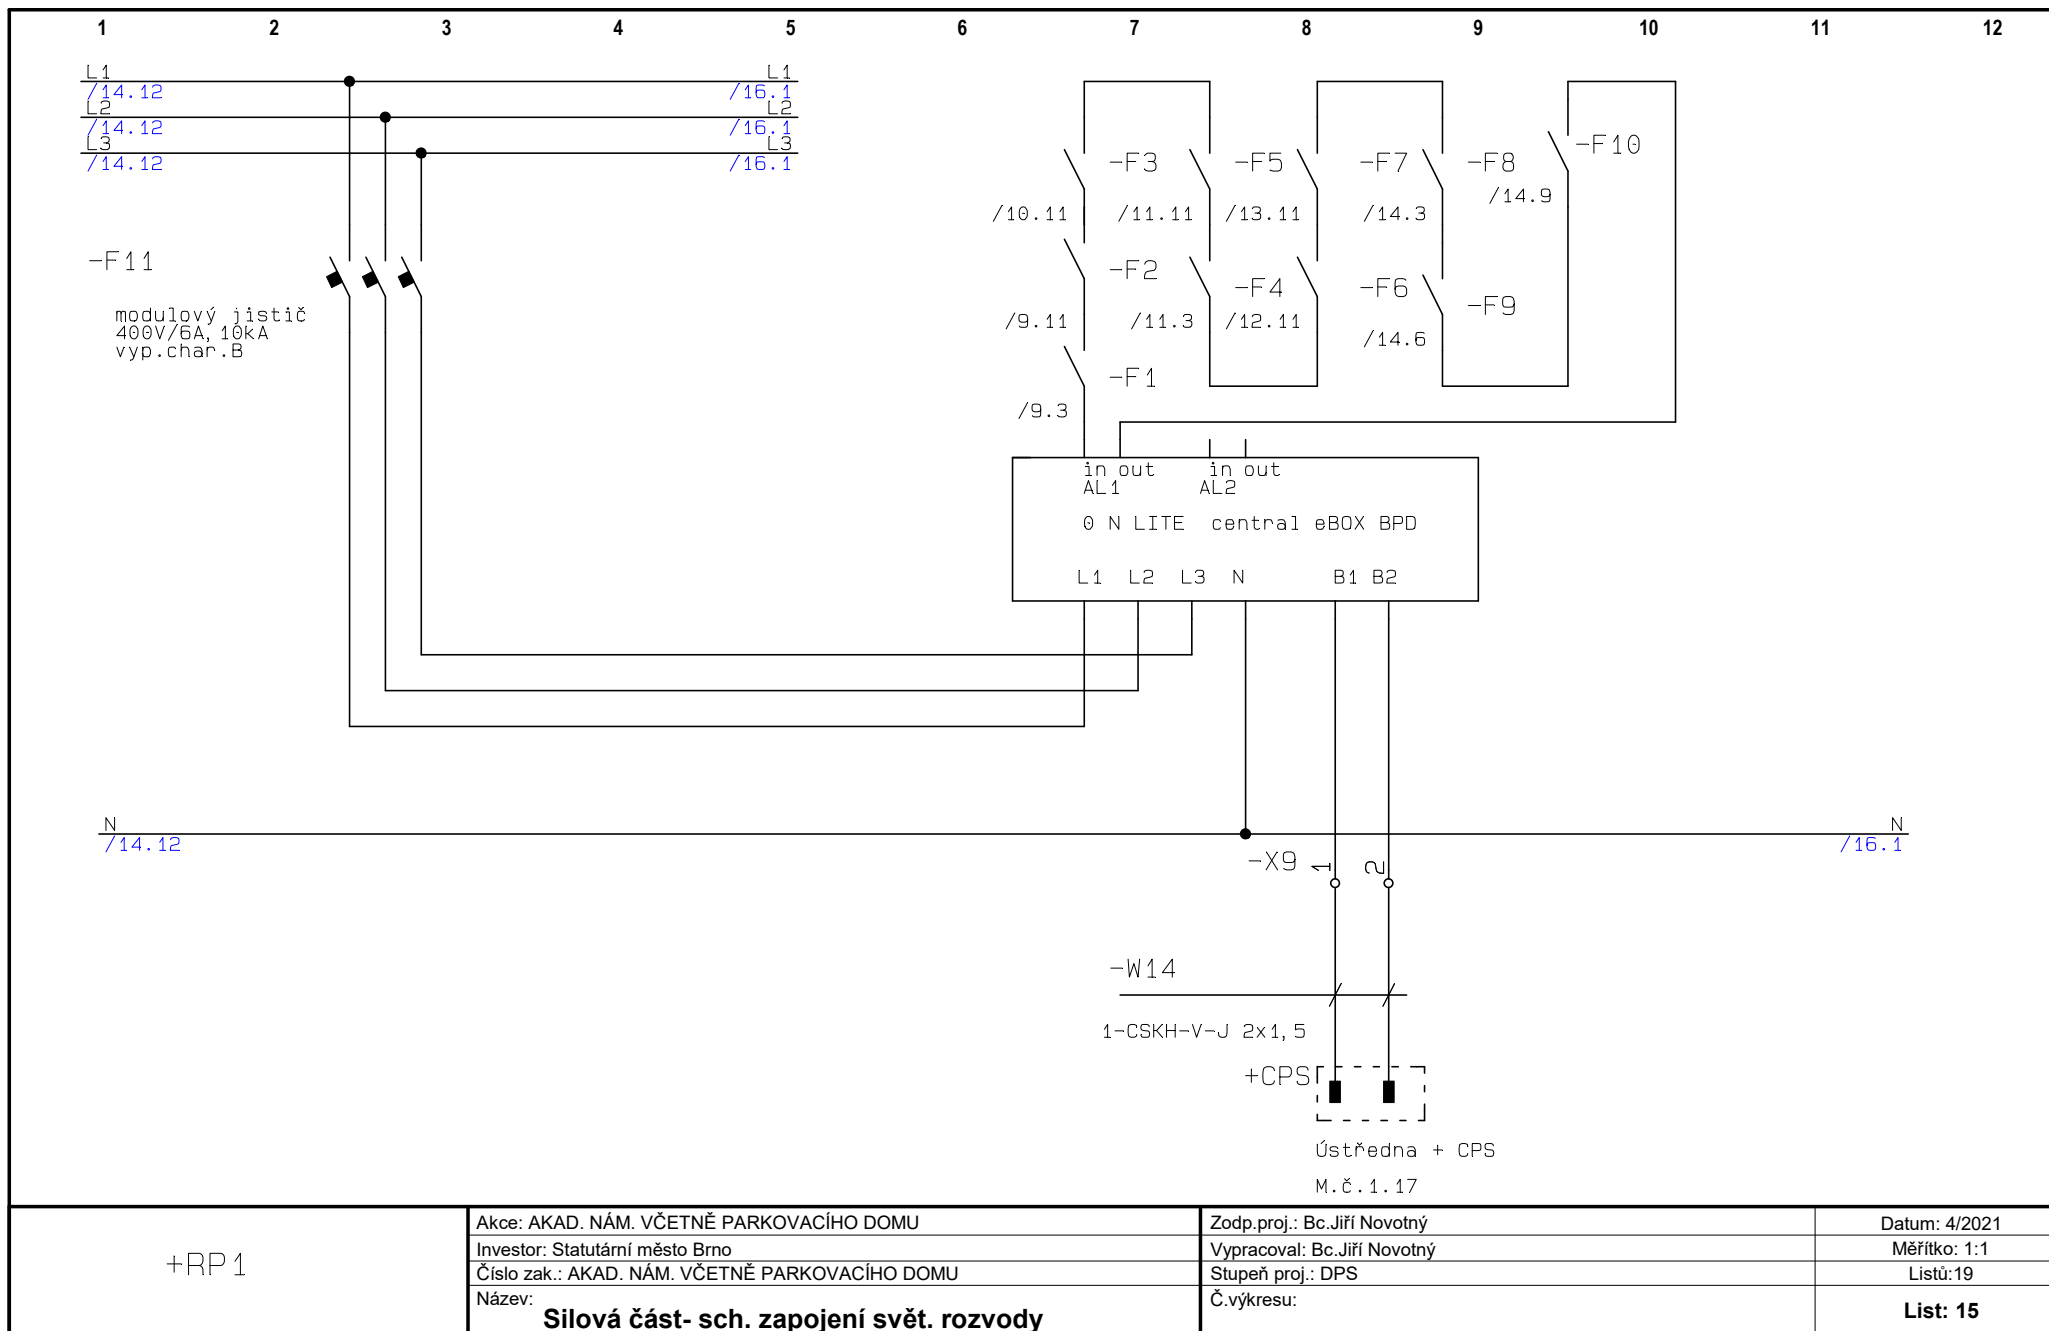 1 2 3 4 5 6 7 8 9 10 11 12
L1 L1
/14.12 /16.1
L2 L2
/14.12 /16.1
L3 L3
/14.12 /16.1
-F10
-F3 -F5 -F7 -F8
/14.9
/10.11 /11.11 /13.11 /14.3
-F11
-F2 -F4 -F6 -F9
modulový jistič
400V/6A,10kA
vyp.char.B
/9.11 /11.3 /12.11 /14.6
-F1
/9.3
in out in out
AL1 AL2
0 N LITE central eBOX BPD
L1 L2 L3 N B1 B2
N N
/14.12 /16.1
-X9 1 2
-W14
1-CSKH-V-J 2x1,5
+CPS
Ústředna + CPS
M.č.1.17
+RP1
Akce: AKAD. NÁM. VČETNĚ PARKOVACÍHO DOMU
Investor: Statutární město Brno
Číslo zak.: AKAD. NÁM. VČETNĚ PARKOVACÍHO DOMU
Název:
Silová část- sch. zapojení svět. rozvody
Zodp.proj.: Bc.Jiří Novotný
Vypracoval: Bc.Jiří Novotný
Stupeň proj.: DPS
Č.výkresu:
Datum: 4/2021
Měřítko: 1:1
Listů:19
List: 15